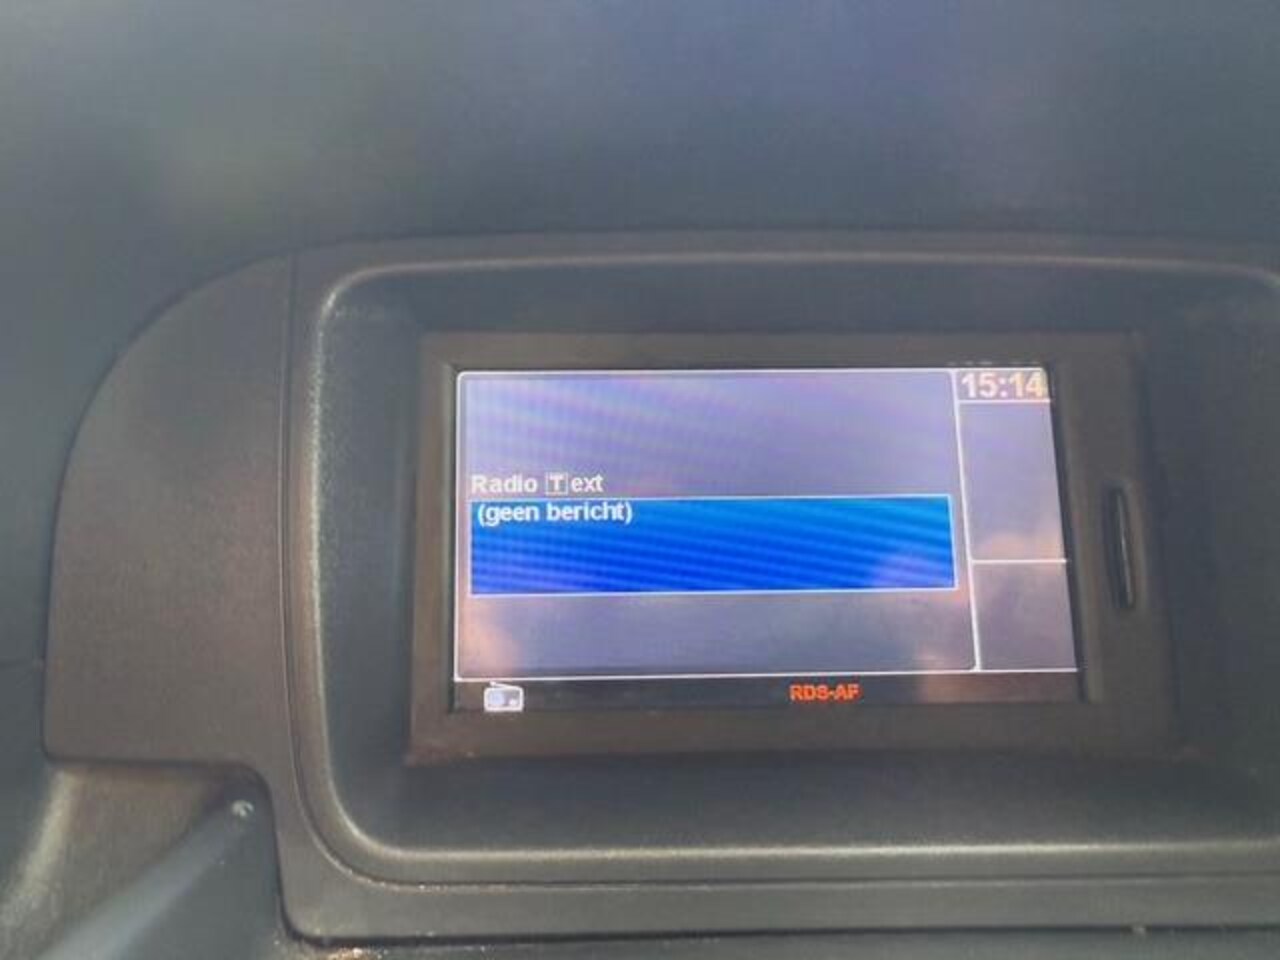 15:14
Radio Text
(geen bericht)
RDS-AF